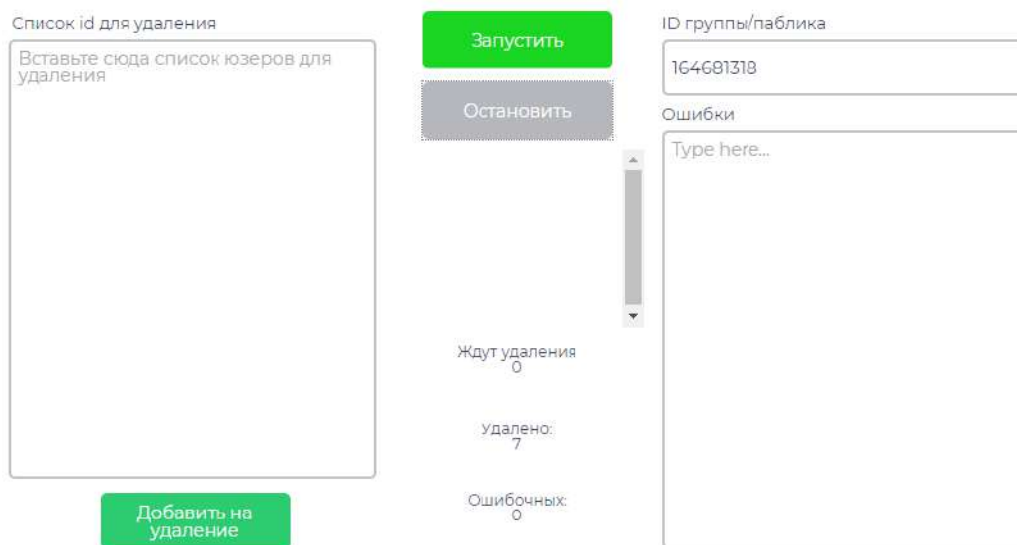 Список id для удаления
Вставьте сюда список юзеров для
удаления
Добавить на
удаление
Запустить
Остановить
Ждут удаления
0
Удалено:
7
Ошибочных:
0
ID группы/паблика
164681318
Ошибки
Type here...